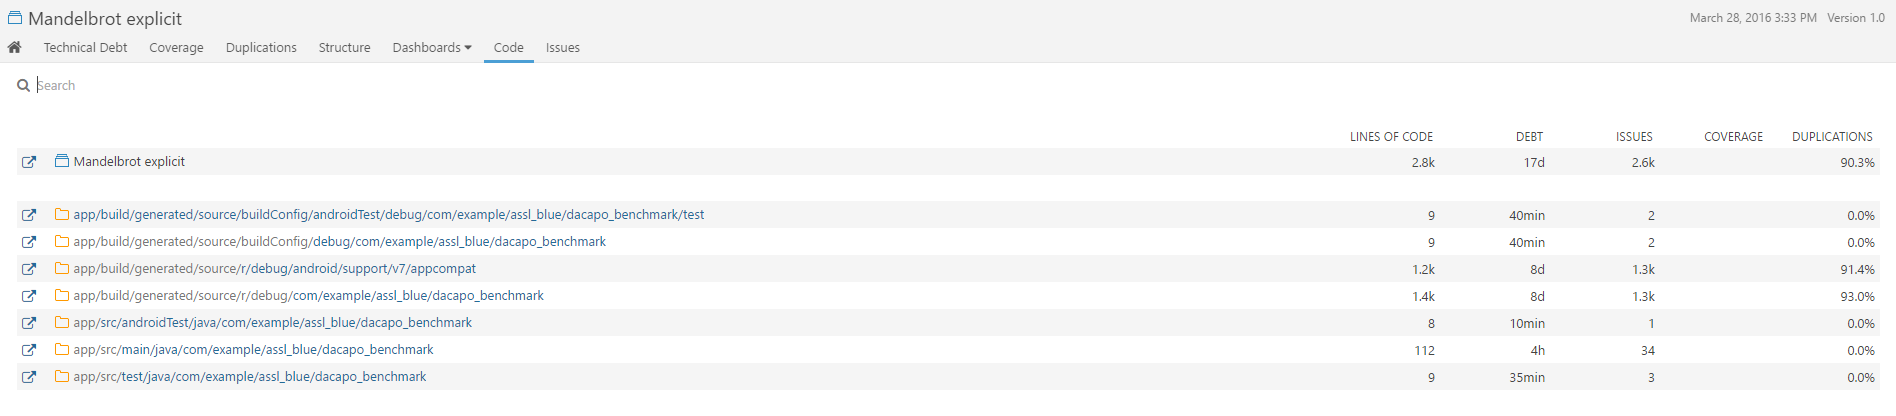 Mandelbrot explicit March 28, 2016 3:33 PM Version 1.0
Technical Debt Coverage Duplications Structure Dashboards Code Issues
Search
LINES OF CODE DEBT ISSUES COVERAGE DUPLICATIONS
Mandelbrot explicit 2.8k 17d 2.6k 90.3%
app/build/generated/source/buildConfig/androidTest/debug/com/example/assl_blue/dacapo_benchmark/test 9 40min 2 0.0%
app/build/generated/source/buildConfig/debug/com/example/assl_blue/dacapo_benchmark 9 40min 2 0.0%
app/build/generated/source/r/debug/android/support/v7/appcompat 1.2k 8d 1.3k 91.4%
app/build/generated/source/r/debug/com/example/assl_blue/dacapo_benchmark 1.4k 8d 1.3k 93.0%
app/src/androidTest/java/com/example/assl_blue/dacapo_benchmark 8 10min 1 0.0%
app/src/main/java/com/example/assl_blue/dacapo_benchmark 112 4h 34 0.0%
app/src/test/java/com/example/assl_blue/dacapo_benchmark 9 35min 3 0.0%